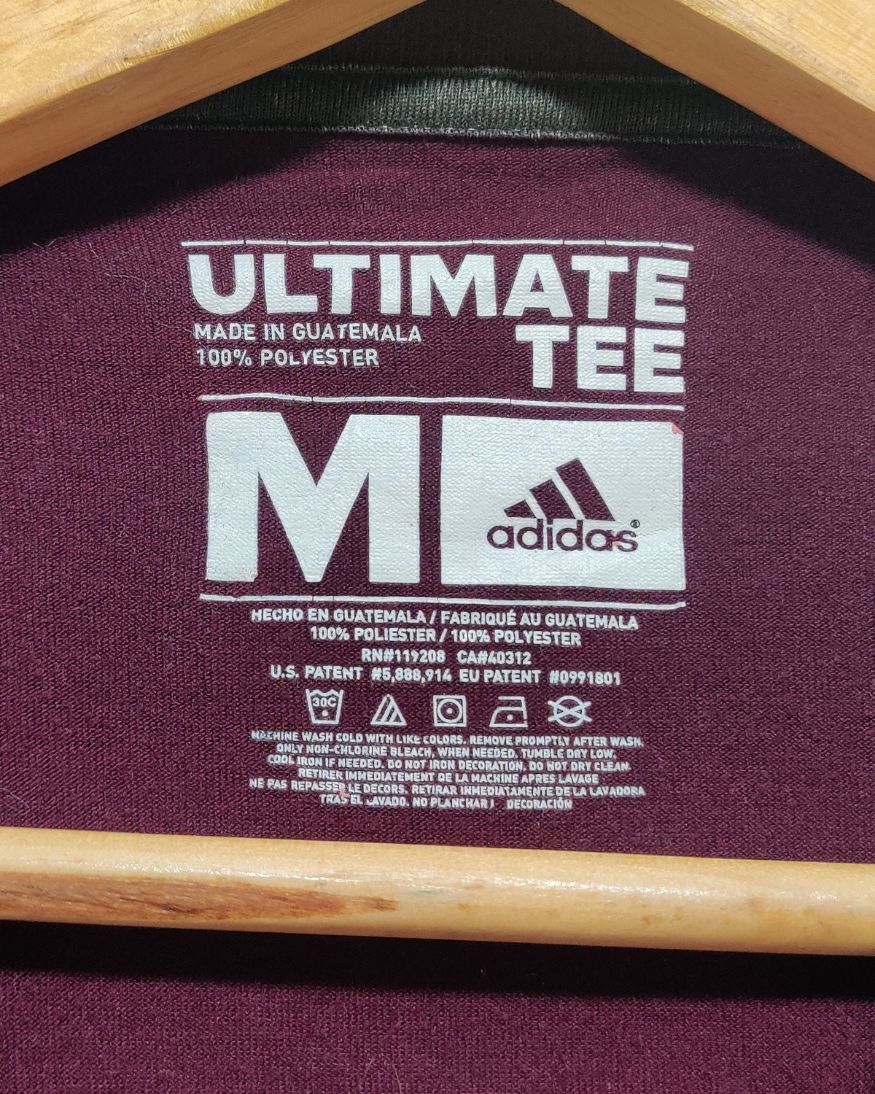 ULTIMATE
TEE
MADE IN GUATEMALA
100% POLYESTER
M
adidas®
HECHO EN GUATEMALA / FABRIQUÉ AU GUATEMALA
100% POLIESTER / 100% POLYESTER
RN#119208 CA#40312
U.S. PATENT #5,888,914 EU PATENT #0991801
30C
MACHINE WASH COLD WITH LIKE COLORS. REMOVE PROMPTLY AFTER WASH.
ONLY NON-CHLORINE BLEACH, WHEN NEEDED. TUMBLE DRY LOW.
COOL IRON IF NEEDED. DO NOT IRON DECORATION. DO NOT DRY CLEAN.
RETIRER IMMEDIATEMENT DE LA MACHINE APRES LAVAGE
NE PAS REPASSER LE DECORS. RETIRAR INMEDIATAMENTE DE LA LAVADORA
TRAS EL LAVADO. NO PLANCHAR DECORACIÓN